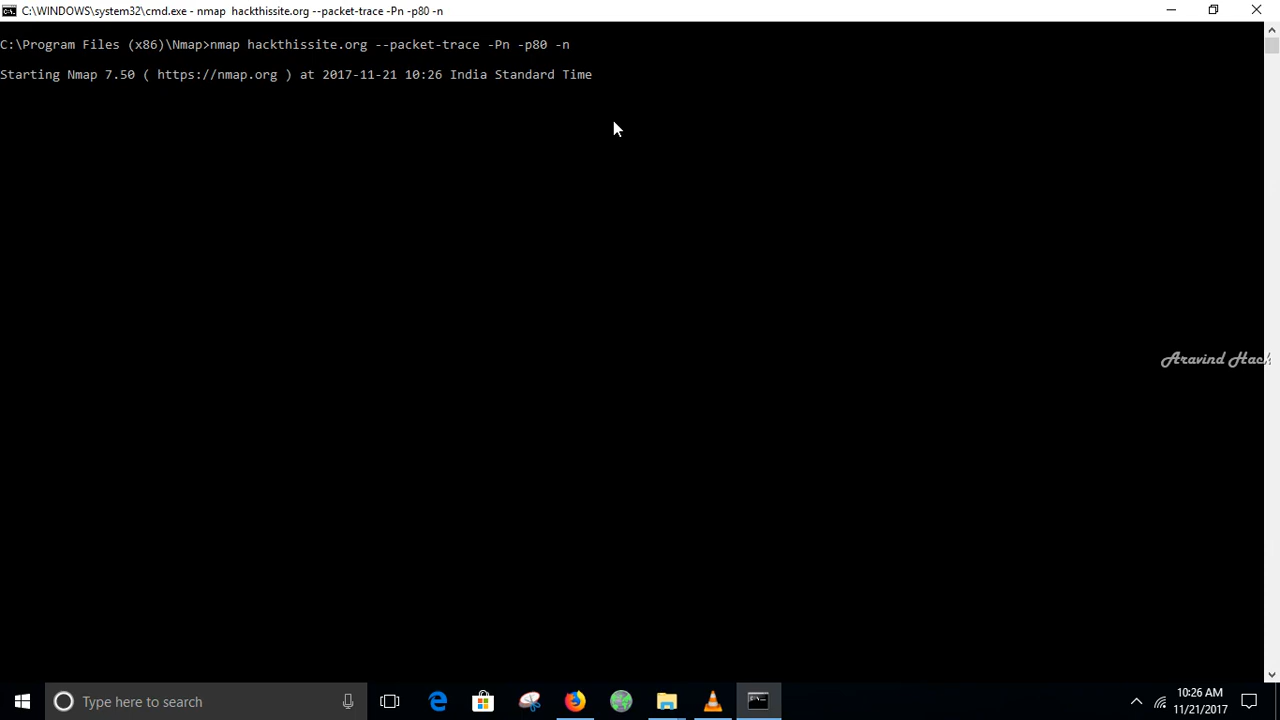 C:\WINDOWS\system32\cmd.exe - nmap  hackthissite.org --packet-trace -Pn -p80 -n
C:\Program Files (x86)\Nmap>nmap hackthissite.org --packet-trace -Pn -p80 -n
Starting Nmap 7.50 ( https://nmap.org ) at 2017-11-21 10:26 India Standard Time
Aravind Hack
Type here to search
10:26 AM
11/21/2017